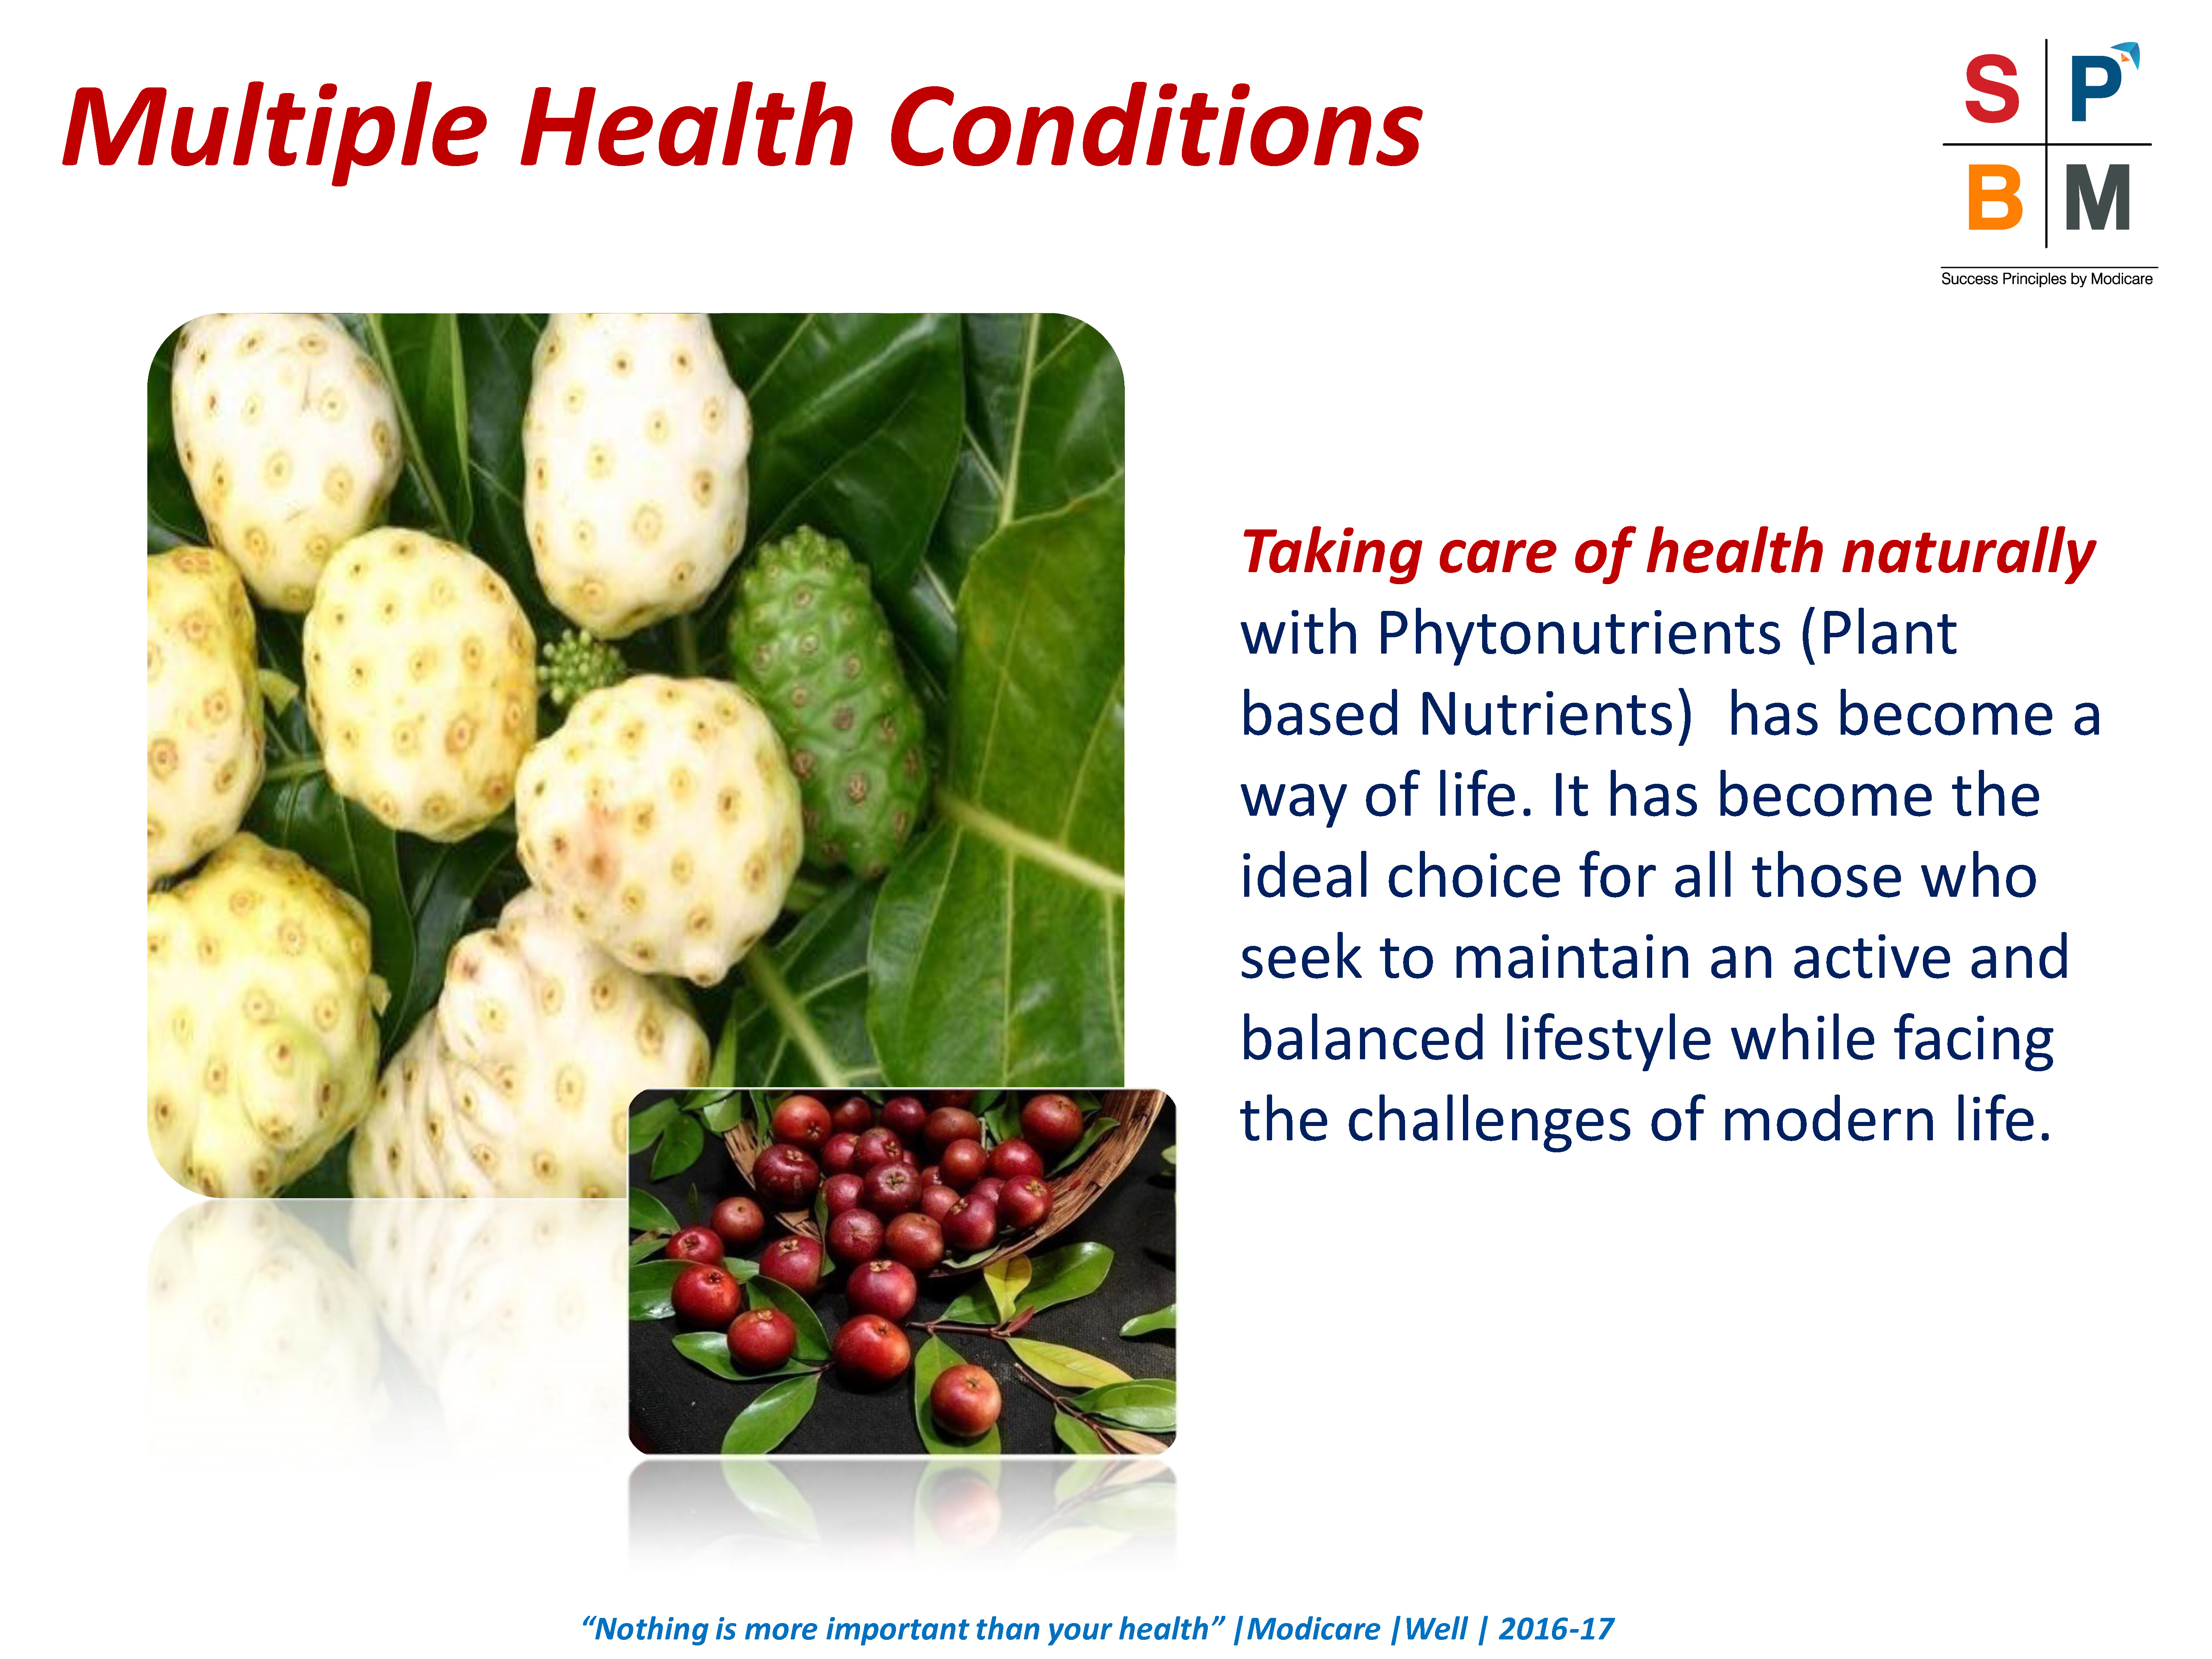 Multiple Health Conditions
S P
B M
Success Principles by Modicare
Taking care of health naturally
with Phytonutrients (Plant
based Nutrients)  has become a
way of life. It has become the
ideal choice for all those who
seek to maintain an active and
balanced lifestyle while facing
the challenges of modern life.
“Nothing is more important than your health” |Modicare |Well | 2016-17